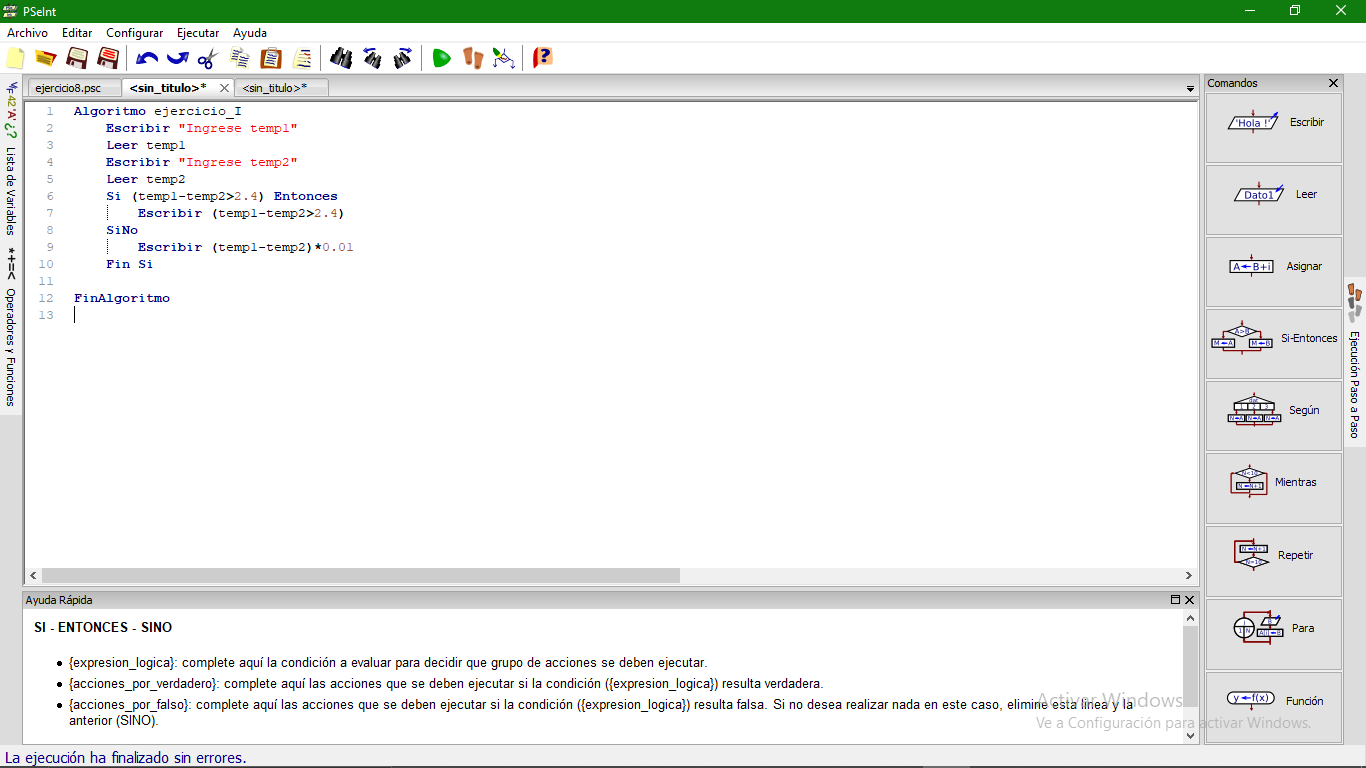 PSeInt
Archivo Editar Configurar Ejecutar Ayuda
ejercicio8.psc <sin_titulo>* <sin_titulo>*
Lista de Variables
*+=< Operadores y Funciones
1 Algoritmo ejercicio_I
2 Escribir "Ingrese temp1"
3 Leer temp1
4 Escribir "Ingrese temp2"
5 Leer temp2
6 Si (temp1-temp2>2.4) Entonces
7 Escribir (temp1-temp2>2.4)
8 SiNo
9 Escribir (temp1-temp2)*0.01
10 Fin Si
11
12 FinAlgoritmo
13
Comandos
'Hola !' Escribir
Dato1 Leer
A←B+i Asignar
A>B M←A M←B Si-Entonces
Según
Mientras
Repetir
Para
y←f(x) Función
Ejecución Paso a Paso
Ayuda Rápida
SI - ENTONCES - SINO
• {expresion_logica}: complete aquí la condición a evaluar para decidir que grupo de acciones se deben ejecutar.
• {acciones_por_verdadero}: complete aquí las acciones que se deben ejecutar si la condición ({expresion_logica}) resulta verdadera.
• {acciones_por_falso}: complete aquí las acciones que se deben ejecutar si la condición ({expresion_logica}) resulta falsa. Si no desea realizar nada en este caso, elimine esta línea y la
anterior (SINO).
Activar Windows
Ve a Configuración para activar Windows.
La ejecución ha finalizado sin errores.